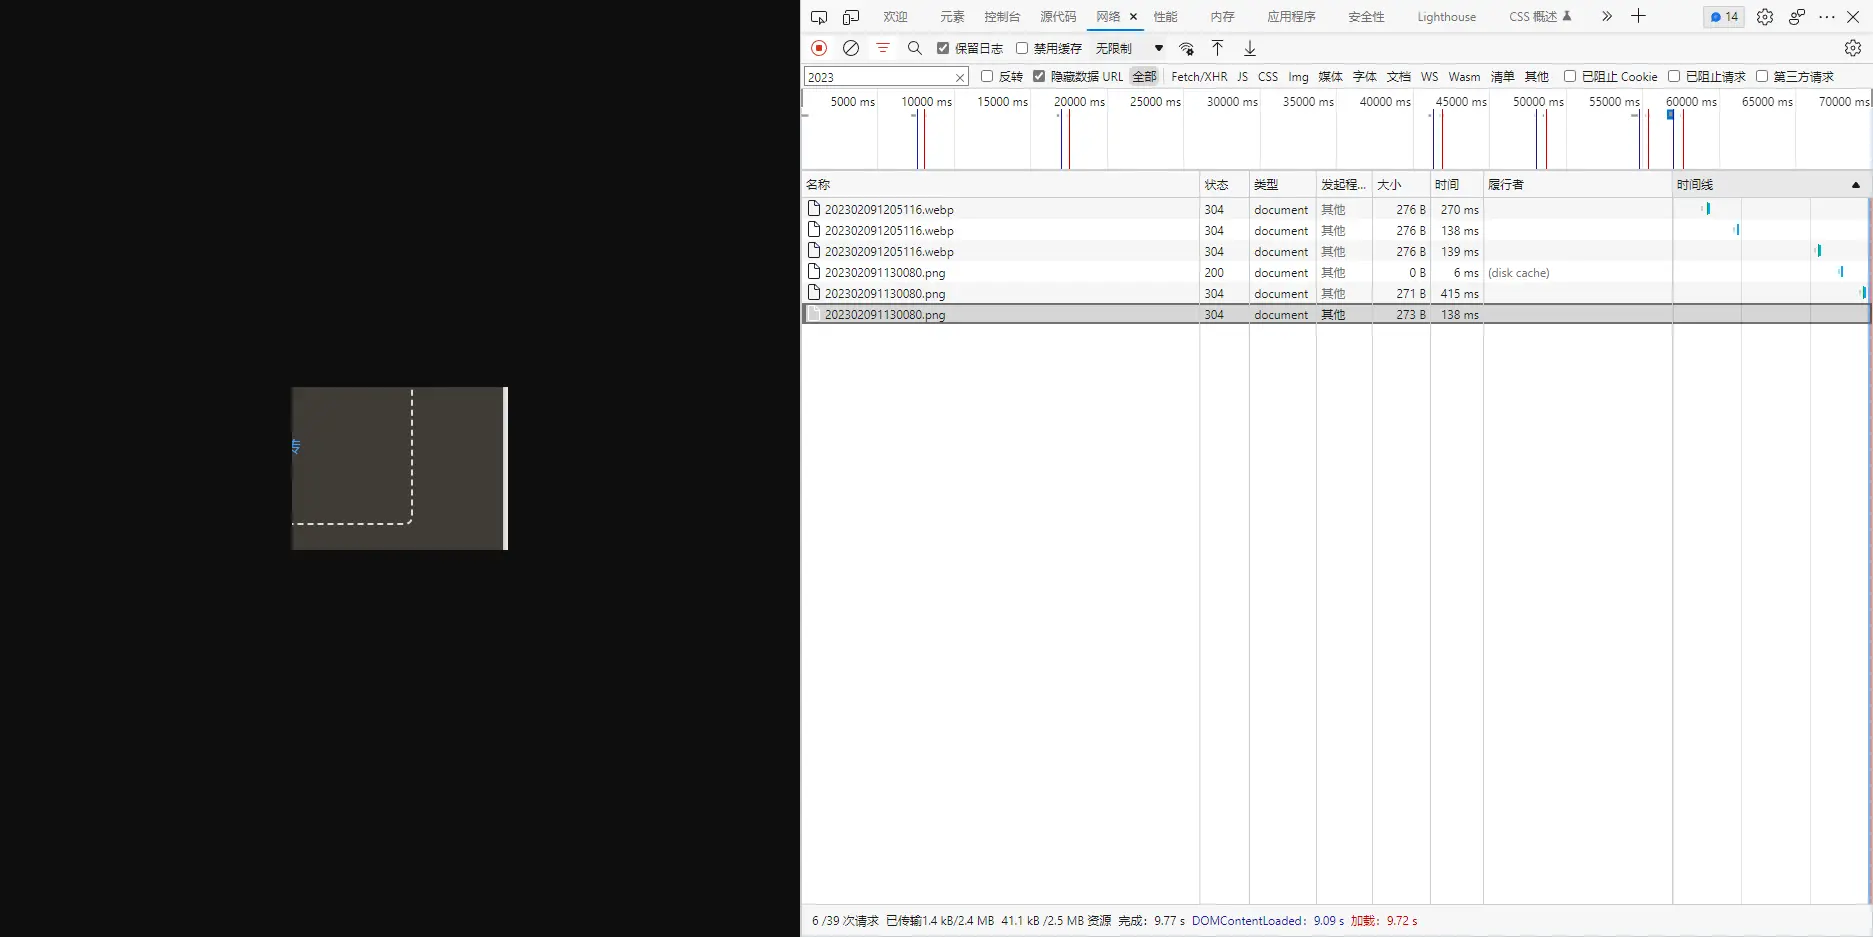 传
欢迎 元素 控制台 源代码 网络 性能 内存 应用程序 安全性 Lighthouse CSS 概述 14
保留日志 禁用缓存 无限制
2023 反转 隐藏数据 URL 全部 Fetch/XHR JS CSS Img 媒体 字体 文档 WS Wasm 清单 其他 已阻止 Cookie 已阻止请求 第三方请求
5000 ms 10000 ms 15000 ms 20000 ms 25000 ms 30000 ms 35000 ms 40000 ms 45000 ms 50000 ms 55000 ms 60000 ms 65000 ms 70000 ms
名称 状态 类型 发起程... 大小 时间 履行者 时间线
202302091205116.webp 304 document 其他 276 B 270 ms
202302091205116.webp 304 document 其他 276 B 138 ms
202302091205116.webp 304 document 其他 276 B 139 ms
202302091130080.png 200 document 其他 0 B 6 ms (disk cache)
202302091130080.png 304 document 其他 271 B 415 ms
202302091130080.png 304 document 其他 273 B 138 ms
6 /39 次请求 已传输1.4 kB/2.4 MB 41.1 kB /2.5 MB 资源 完成: 9.77 s DOMContentLoaded: 9.09 s 加载: 9.72 s